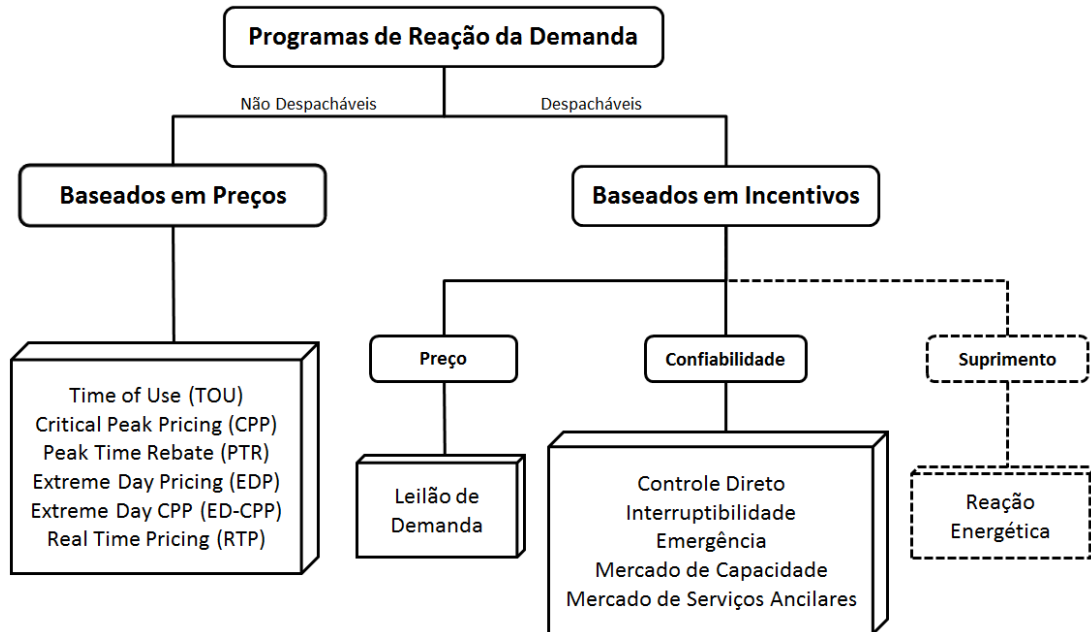 Programas de Reação da Demanda
Não Despacháveis
Despacháveis
Baseados em Preços
Baseados em Incentivos
Preço
Confiabilidade
Suprimento
Time of Use (TOU)
Critical Peak Pricing (CPP)
Peak Time Rebate (PTR)
Extreme Day Pricing (EDP)
Extreme Day CPP (ED-CPP)
Real Time Pricing (RTP)
Leilão de
Demanda
Controle Direto
Interruptibilidade
Emergência
Mercado de Capacidade
Mercado de Serviços Ancilares
Reação
Energética